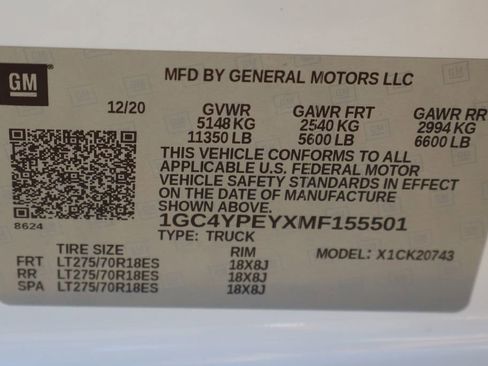 GM
MFD BY GENERAL MOTORS LLC
12/20 GVWR GAWR FRT GAWR RR
5148 KG 2540 KG 2994 KG
11350 LB 5600 LB 6600 LB
THIS VEHICLE CONFORMS TO ALL
APPLICABLE U.S. FEDERAL MOTOR
VEHICLE SAFETY STANDARDS IN EFFECT
ON THE DATE OF MANUFACTURE
SHOWN ABOVE.
8624
1GC4YPEYXMF155501
TYPE: TRUCK
TIRE SIZE RIM MODEL: X1CK20743
FRT LT275/70R18ES 18X8J
RR LT275/70R18ES 18X8J
SPA LT275/70R18ES 18X8J